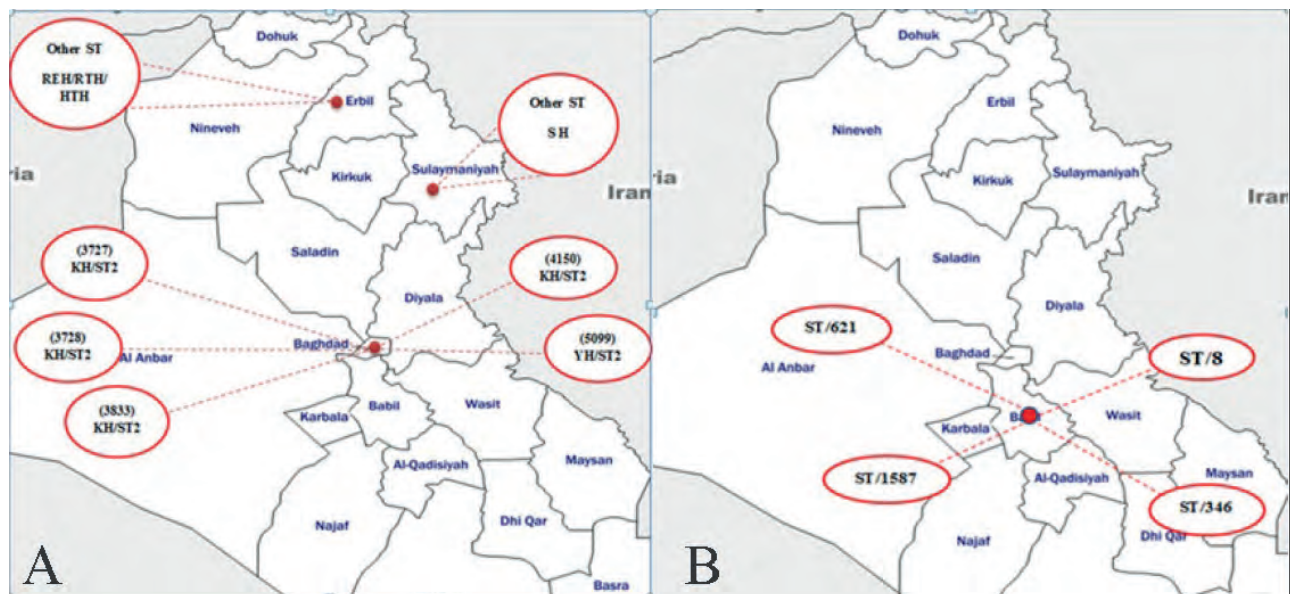 Dohuk
Other ST
REH/RTH/
HTH
Erbil
Other ST
S H
Nineveh
Kirkuk
Sulaymaniyah
ria
Iran
Saladin
(3727)
KH/ST2
(4150)
KH/ST2
Diyala
(3728)
KH/ST2
Al Anbar
Baghdad
(5099)
YH/ST2
(3833)
KH/ST2
Karbala
Babil
Wasit
Al-Qadisiyah
Maysan
Najaf
Dhi Qar
Basra
A
Dohuk
Erbil
Nineveh
Kirkuk
Sulaymaniyah
ria
Iran
Saladin
Diyala
ST/621
Baghdad
ST/8
Al Anbar
Karbala
Wasit
ST/1587
Al-Qadisiyah
Maysan
ST/346
Najaf
Dhi Qar
B